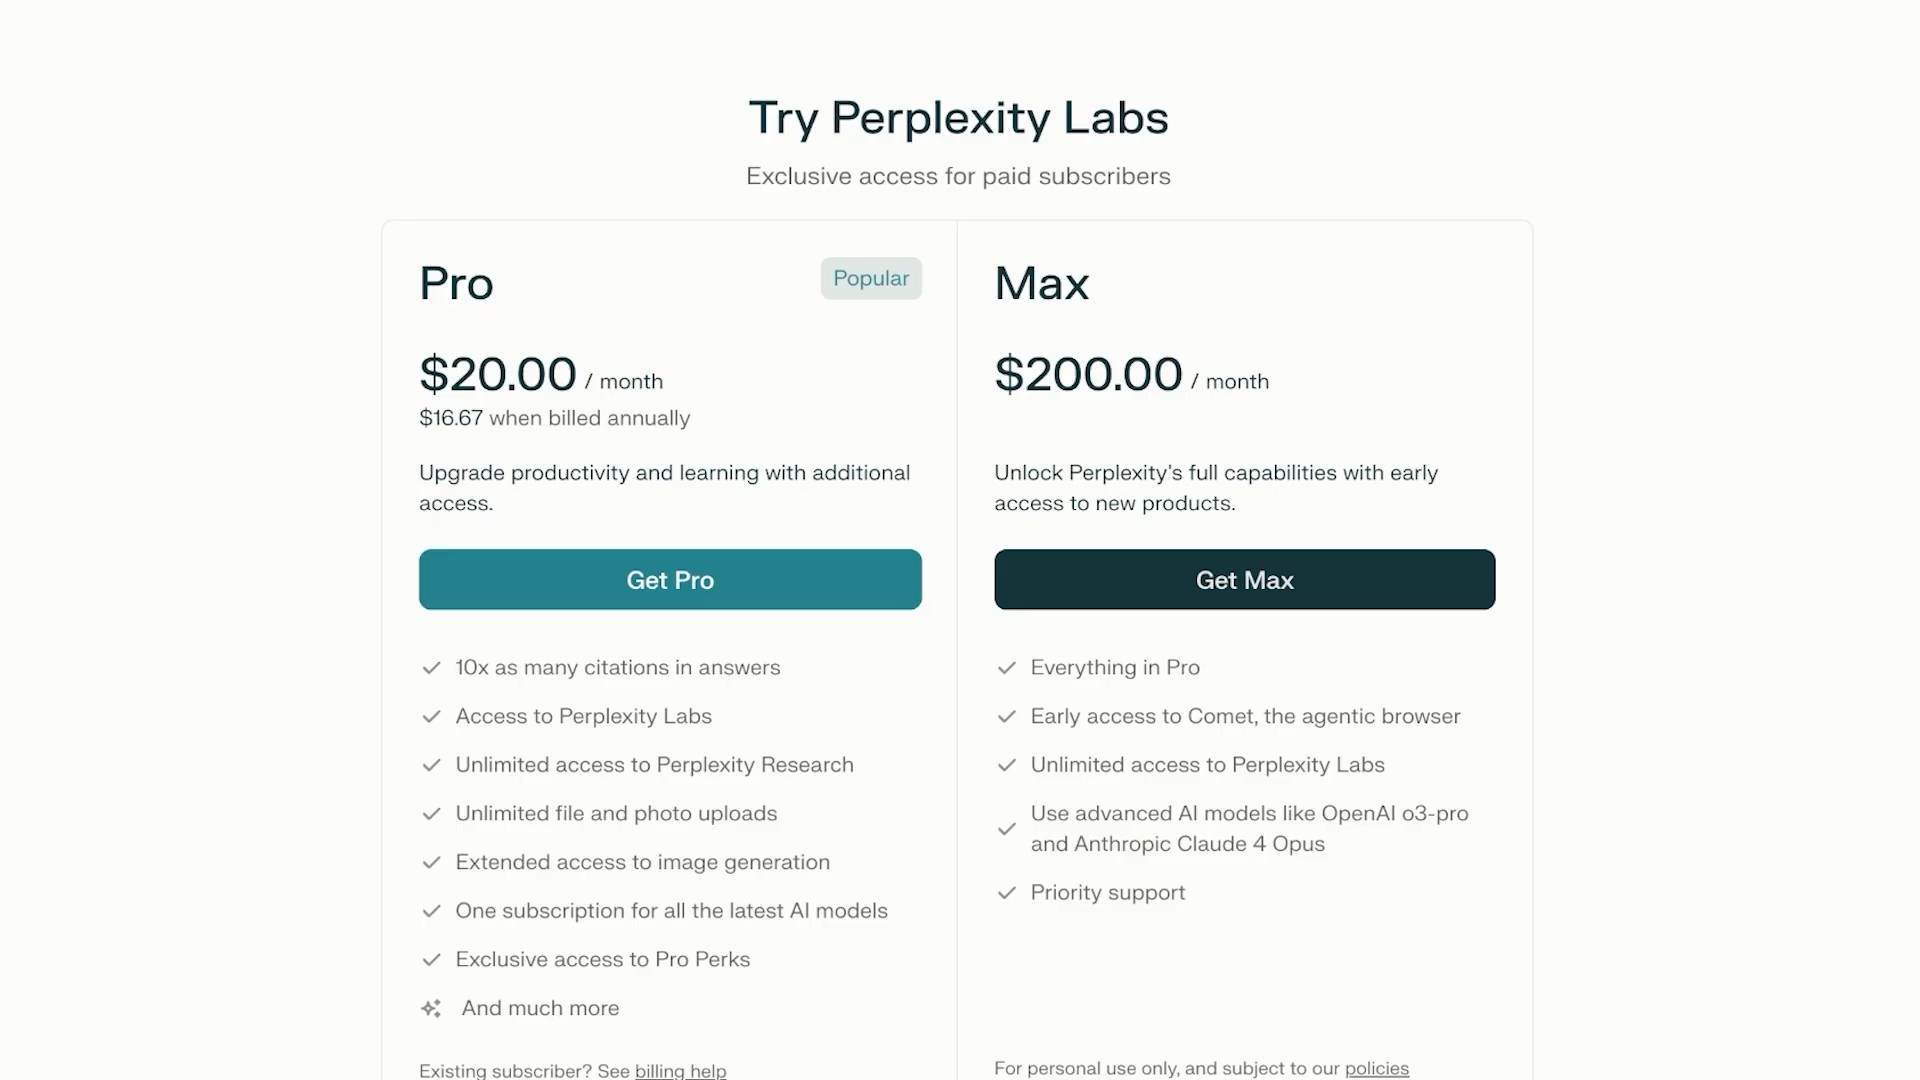 Try Perplexity Labs
Exclusive access for paid subscribers
Pro
Popular
$20.00 / month
$16.67 when billed annually
Upgrade productivity and learning with additional
access.
Get Pro
10x as many citations in answers
Access to Perplexity Labs
Unlimited access to Perplexity Research
Unlimited file and photo uploads
Extended access to image generation
One subscription for all the latest AI models
Exclusive access to Pro Perks
And much more
Existing subscriber? See billing help
Max
$200.00 / month
Unlock Perplexity's full capabilities with early
access to new products.
Get Max
Everything in Pro
Early access to Comet, the agentic browser
Unlimited access to Perplexity Labs
Use advanced AI models like OpenAI o3-pro
and Anthropic Claude 4 Opus
Priority support
For personal use only, and subject to our policies